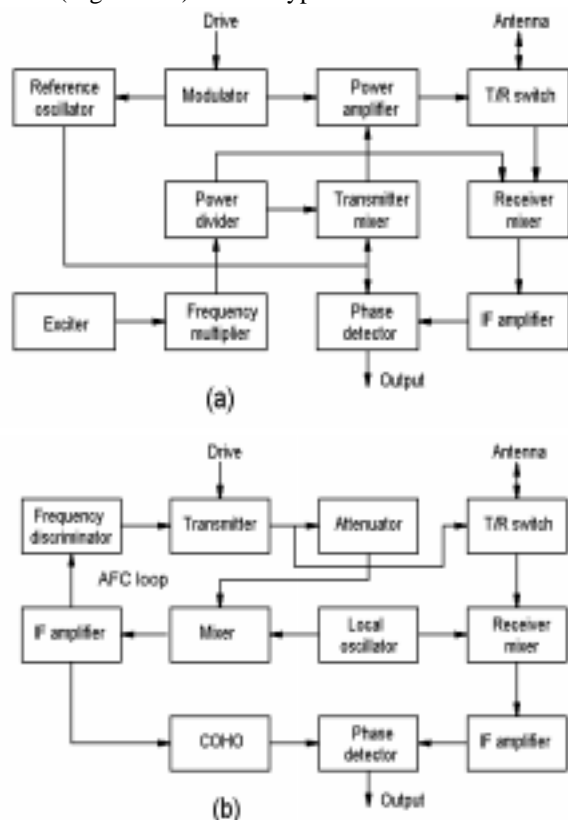 Drive
Antenna
Reference
oscillator
Modulator
Power
amplifier
T/R switch
Power
divider
Transmitter
mixer
Receiver
mixer
Exciter
Frequency
multiplier
Phase
detector
IF amplifier
Output
(a)
Drive
Antenna
Frequency
discriminator
Transmitter
Attenuator
T/R switch
AFC loop
IF amplifier
Mixer
Local
oscillator
Receiver
mixer
COHO
Phase
detector
IF amplifier
Output
(b)